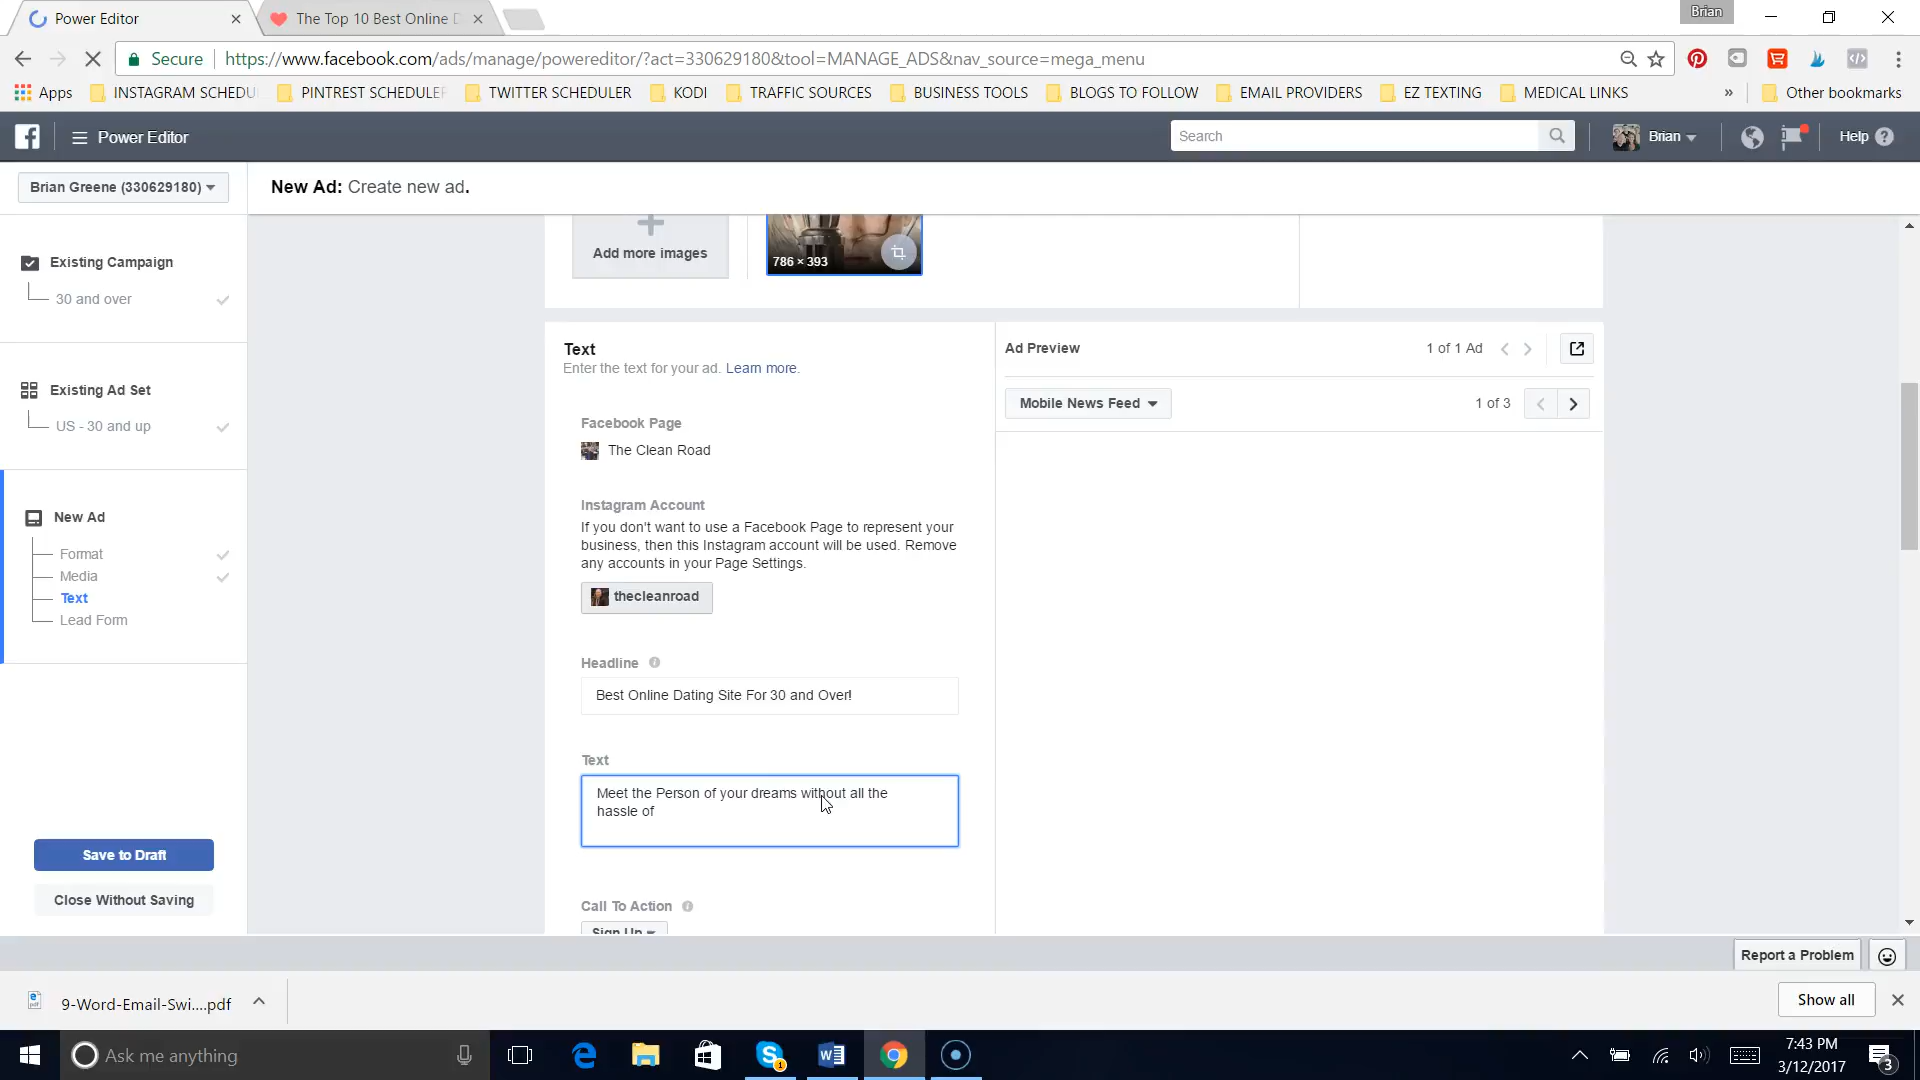 Power Editor
The Top 10 Best Online D
Brian
Secure
https://www.facebook.com/ads/manage/powereditor/?act=330629180&tool=MANAGE_ADS&nav_source=mega_menu
Apps
INSTAGRAM SCHEDU
PINTREST SCHEDULER
TWITTER SCHEDULER
KODI
TRAFFIC SOURCES
BUSINESS TOOLS
BLOGS TO FOLLOW
EMAIL PROVIDERS
EZ TEXTING
MEDICAL LINKS
»
Other bookmarks
Power Editor
Search
Brian
Help ?
Brian Greene (330629180)
New Ad: Create new ad.
Existing Campaign
30 and over
Existing Ad Set
US - 30 and up
New Ad
Format
Media
Text
Lead Form
Save to Draft
Close Without Saving
Add more images
786 × 393
Text
Enter the text for your ad. Learn more.
Facebook Page
The Clean Road
Instagram Account
If you don't want to use a Facebook Page to represent your
business, then this Instagram account will be used. Remove
any accounts in your Page Settings.
thecleanroad
Headline
Best Online Dating Site For 30 and Over!
Text
Meet the Person of your dreams without all the
hassle of
Call To Action
Sign Up
Ad Preview
1 of 1 Ad
Mobile News Feed
1 of 3
Report a Problem
9-Word-Email-Swi....pdf
Show all
Ask me anything
7:43 PM
3/12/2017
1
3